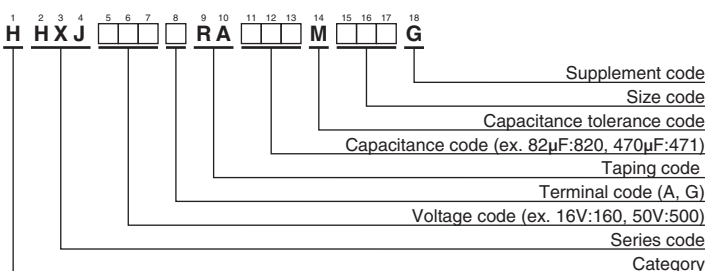 1 2 3 4 5 6 7 8 9 10 11 12 13 14 15 16 17 18
H HXJ RA M G
Supplement code
Size code
Capacitance tolerance code
Capacitance code (ex. 82μF:820, 470μF:471)
Taping code
Terminal code (A, G)
Voltage code (ex. 16V:160, 50V:500)
Series code
Category